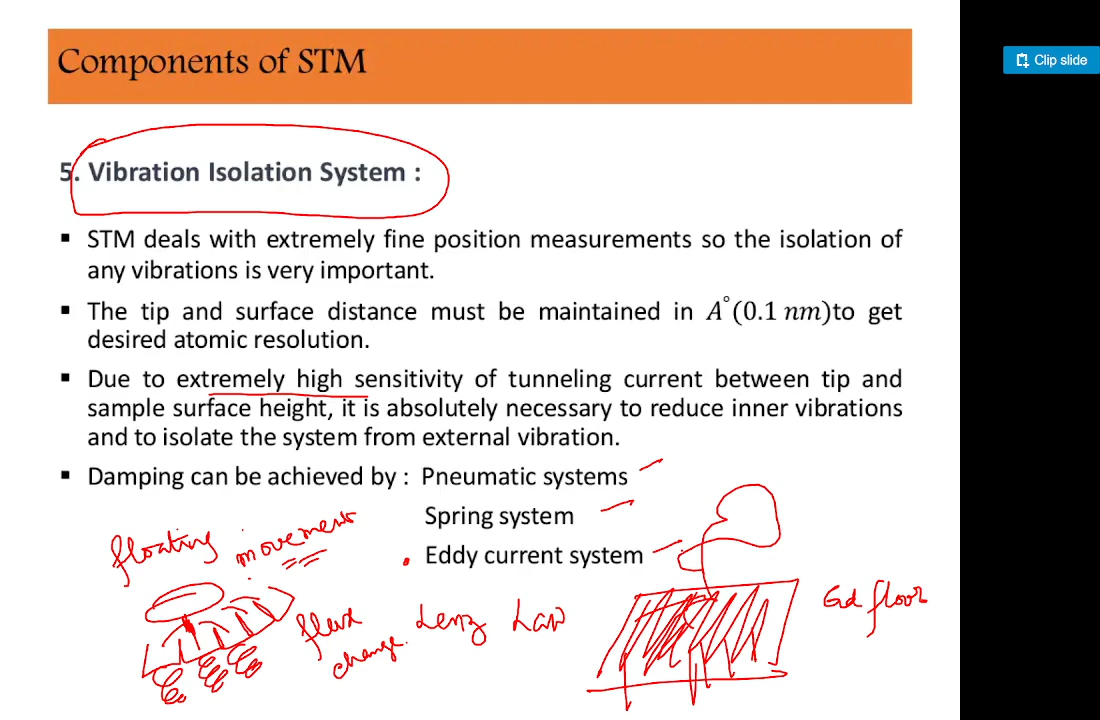 Components of STM
Clip slide
5. Vibration Isolation System :
▪ STM deals with extremely fine position measurements so the isolation of
any vibrations is very important.
▪ The tip and surface distance must be maintained in A°(0.1 nm)to get
desired atomic resolution.
▪ Due to extremely high sensitivity of tunneling current between tip and
sample surface height, it is absolutely necessary to reduce inner vibrations
and to isolate the system from external vibration.
▪ Damping can be achieved by : Pneumatic systems
Spring system
Eddy current system
floating movement
flux
change.
Lenz Law
Gd floor